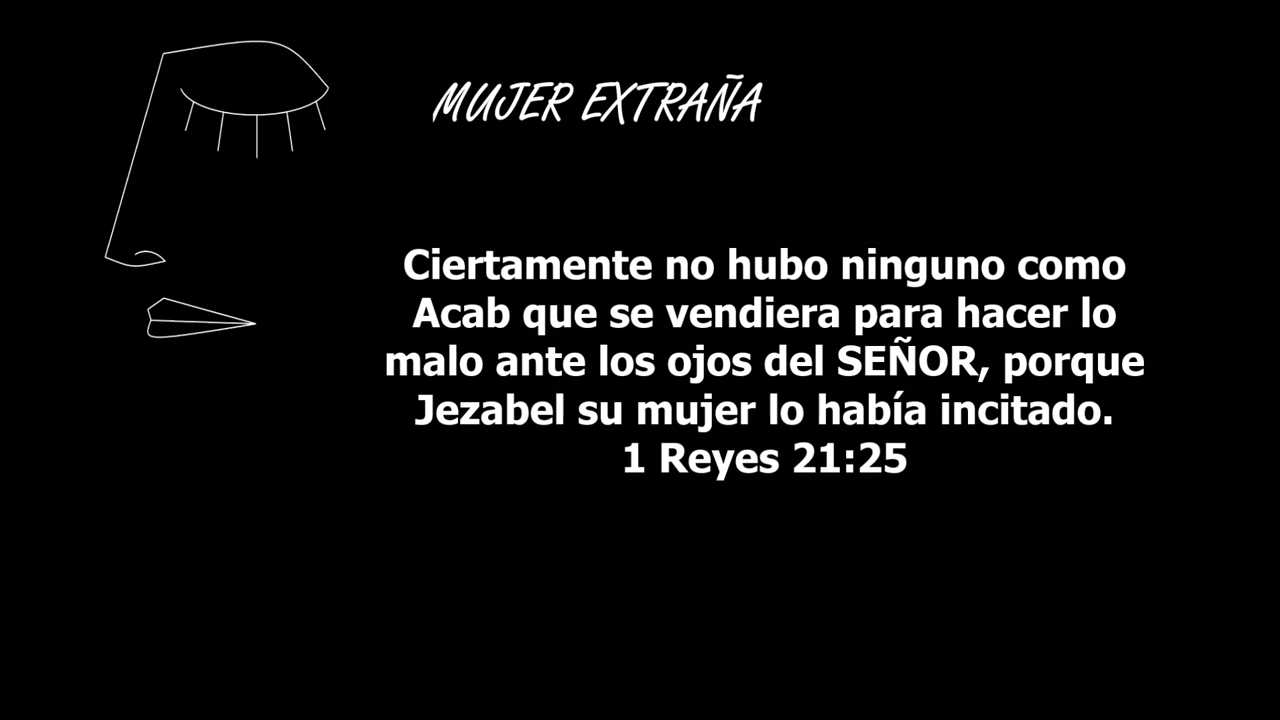 MUJER EXTRAÑA
Ciertamente no hubo ninguno como
Acab que se vendiera para hacer lo
malo ante los ojos del SEÑOR, porque
Jezabel su mujer lo había incitado.
1 Reyes 21:25